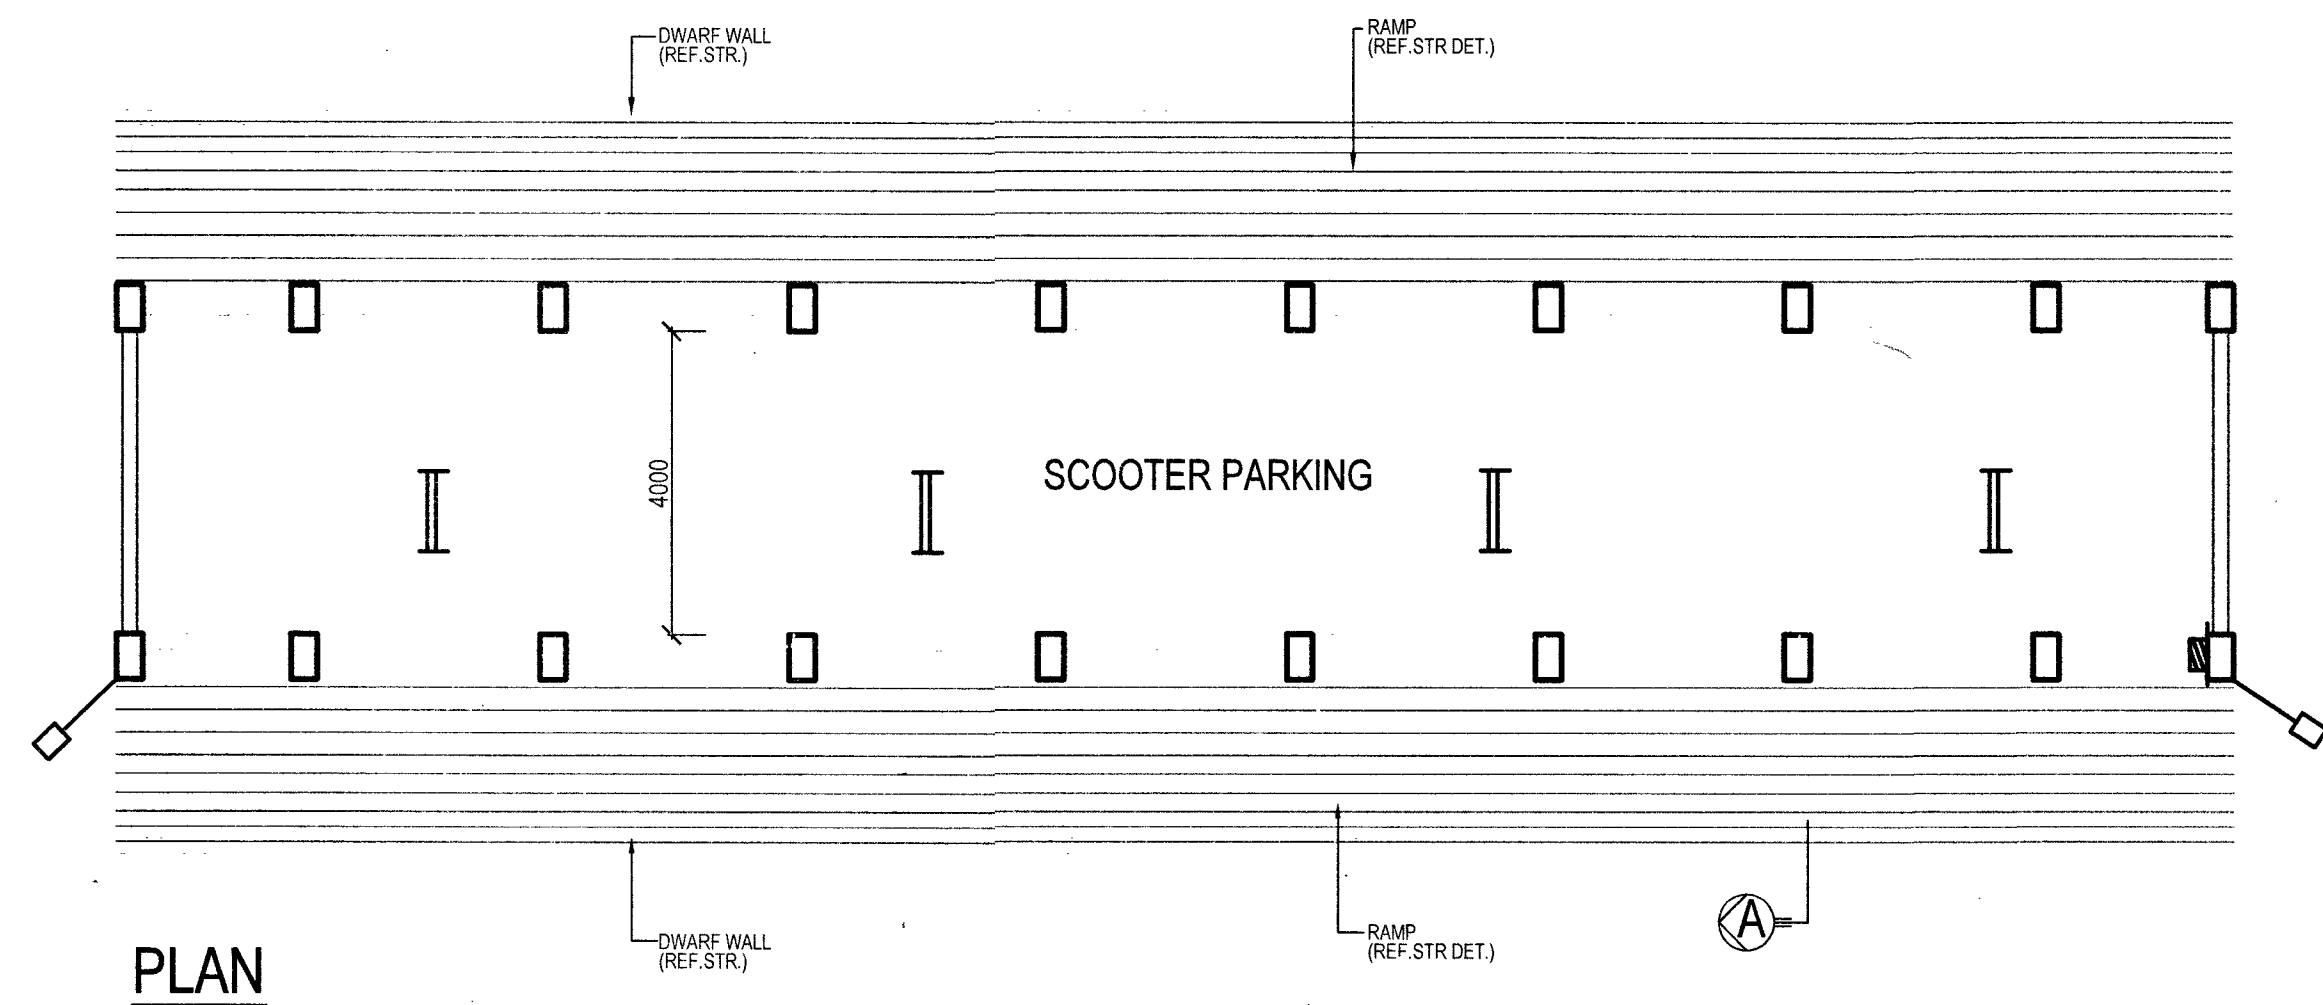 DWARF WALL
(REF.STR.)
RAMP
(REF.STR DET.)
4000
SCOOTER PARKING
DWARF WALL
(REF.STR.)
RAMP
(REF.STR DET.)
A
PLAN